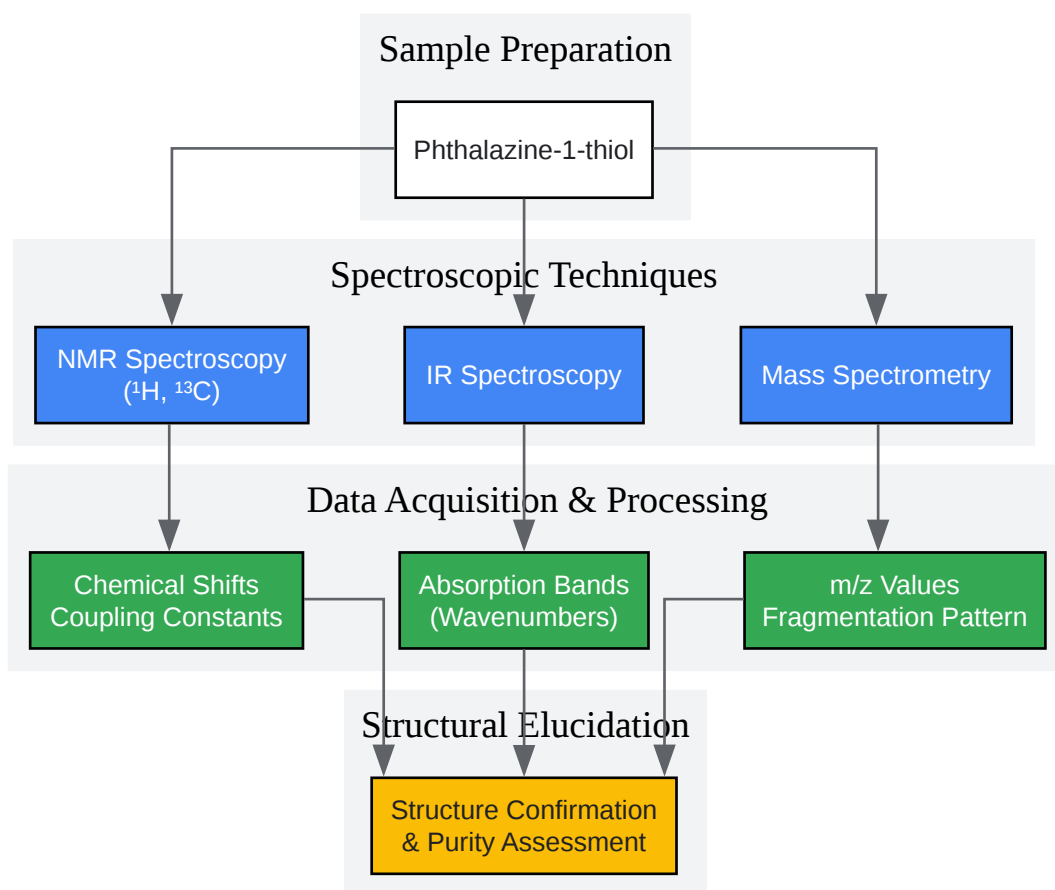 Sample Preparation
Phthalazine-1-thiol
Spectroscopic Techniques
NMR Spectroscopy
(¹H, ¹³C)
IR Spectroscopy
Mass Spectrometry
Data Acquisition & Processing
Chemical Shifts
Coupling Constants
Absorption Bands
(Wavenumbers)
m/z Values
Fragmentation Pattern
Structural Elucidation
Structure Confirmation
& Purity Assessment